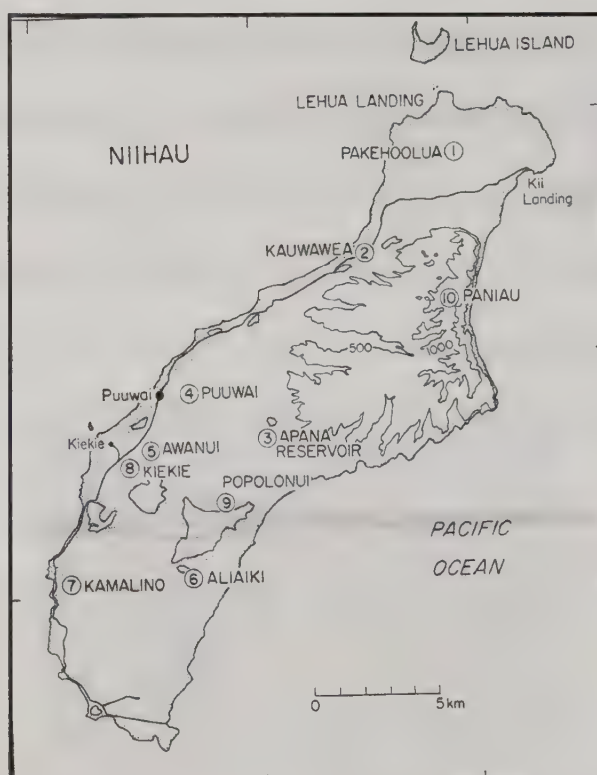 LEHUA ISLAND
LEHUA LANDING
NIIHAU
PAKEHOOLUA 1
Kii
Landing
KAUWAWEA 2
10 PANIAU
500
1000
Puuwai
4 PUUWAI
Kiekie
3 APANA
RESERVOIR
5 AWANUI
8 KIEKIE
POPOLONUI
9
PACIFIC
OCEAN
7 KAMALINO
6 ALIAIKI
0 5 km